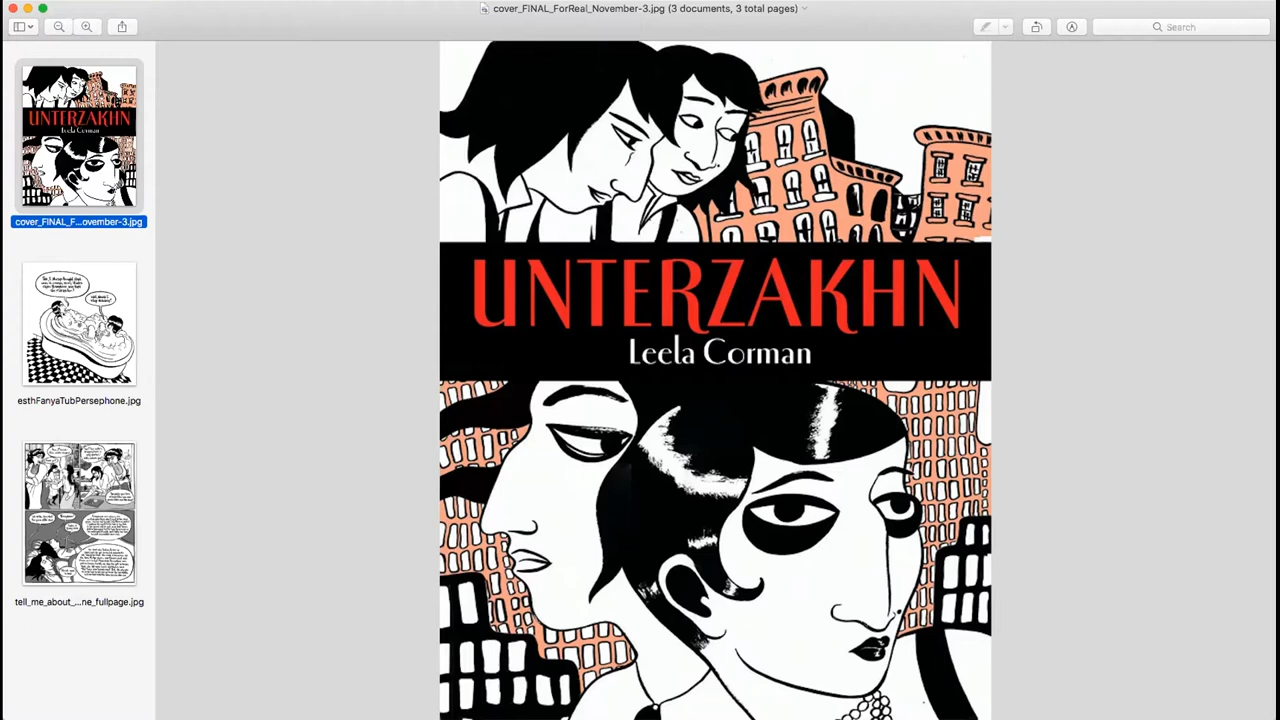 cover_FINAL_ForReal_November-3.jpg (3 documents, 3 total pages)
Search
UNTERZAKHN
Leela Corman
cover_FINAL_F...ovember-3.jpg
esthFanyaTubPersephone.jpg
tell_me_about_...ne_fullpage.jpg
UNTERZAKHN
Leela Corman